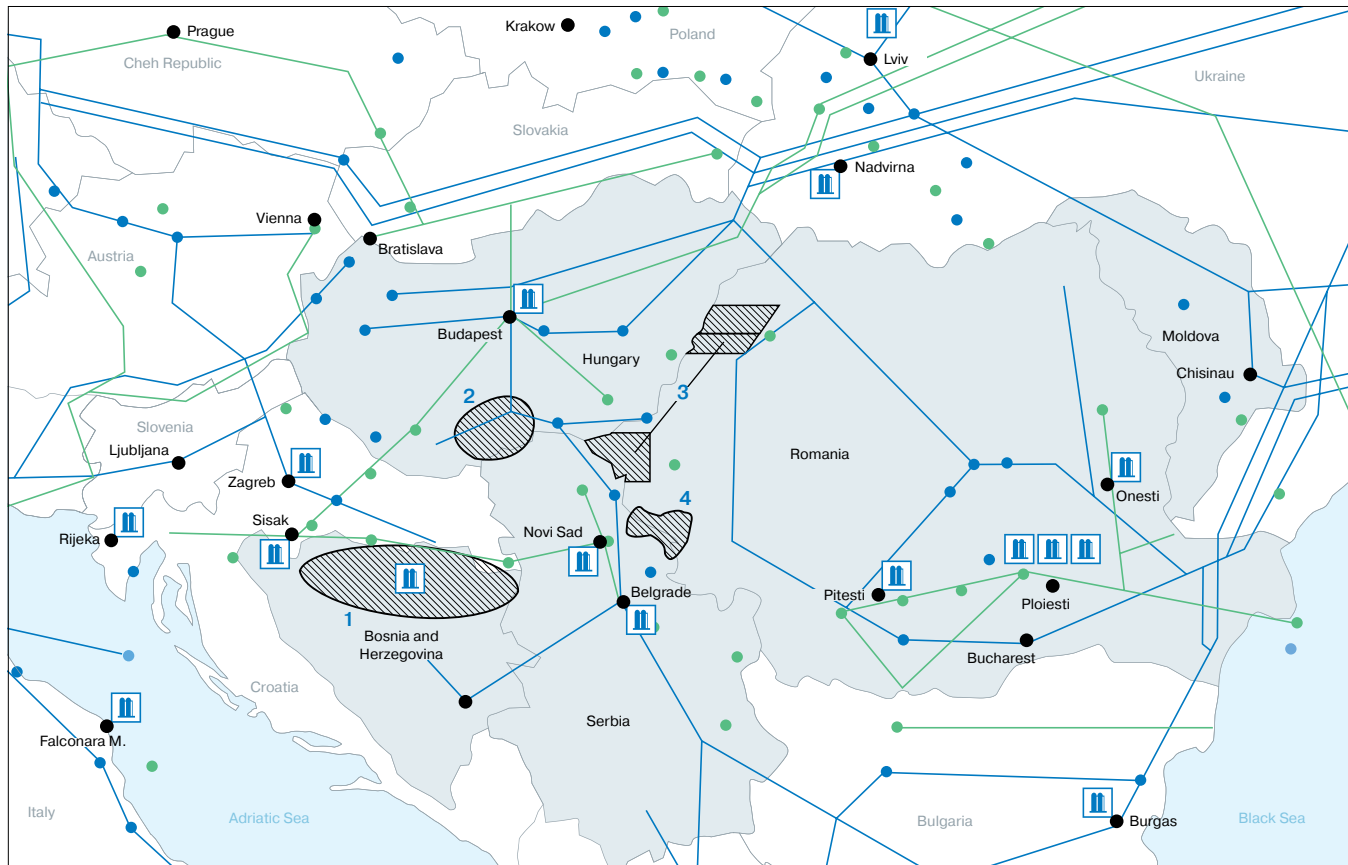 Prague
Krakow
Poland
Cheh Republic
Lviv
Ukraine
Slovakia
Nadvirna
Vienna
Bratislava
Austria
Budapest
Hungary
Moldova
Chisinau
2
3
Slovenia
Ljubljana
Zagreb
Romania
Onesti
4
Sisak
Rijeka
Novi Sad
Belgrade
Pitesti
Ploiesti
1
Bosnia and
Herzegovina
Bucharest
Croatia
Serbia
Falconara M.
Italy
Adriatic Sea
Bulgaria
Burgas
Black Sea